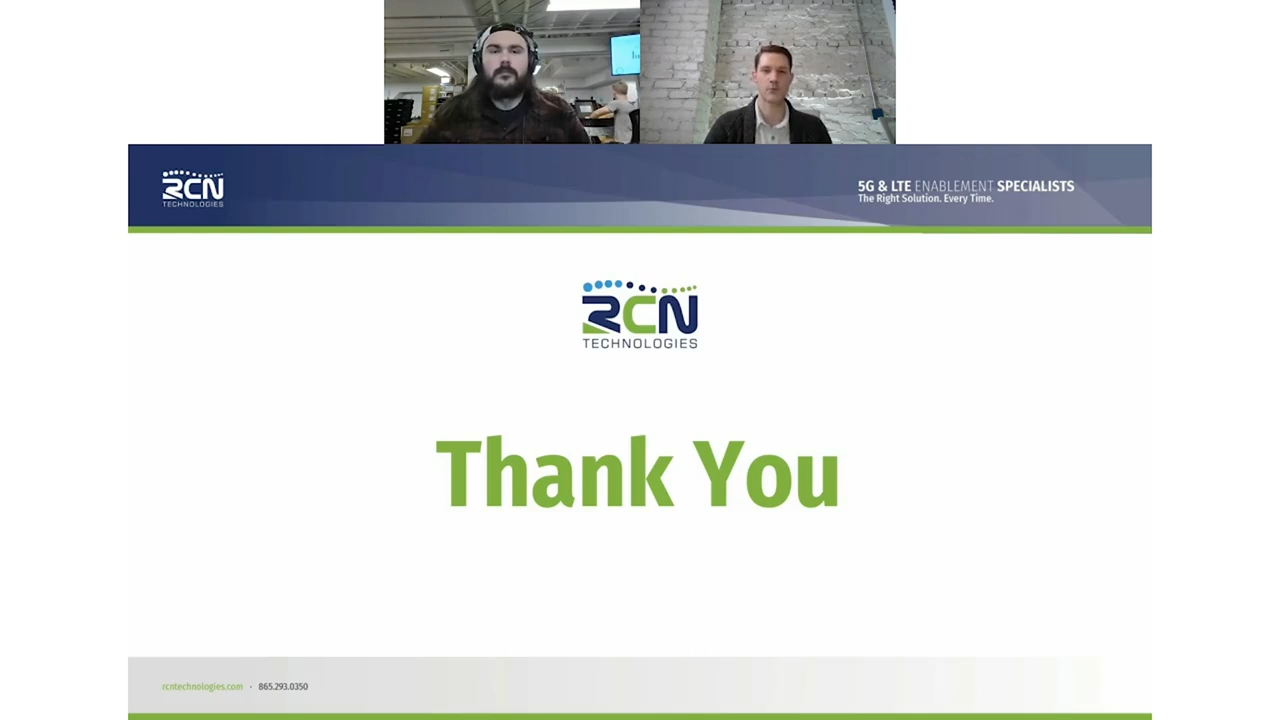 RCN
TECHNOLOGIES
5G & LTE ENABLEMENT SPECIALISTS
The Right Solution. Every Time.
RCN
TECHNOLOGIES
Thank You
rcntechnologies.com · 865.293.0350